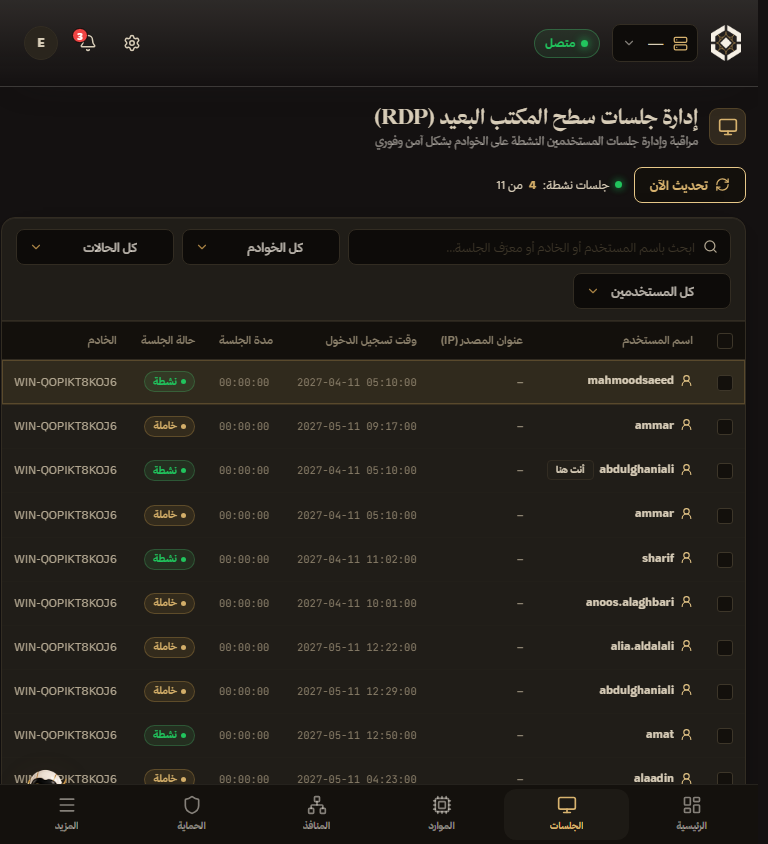 — متصل 3 E
إدارة جلسات سطح المكتب البعيد (RDP)
مراقبة وإدارة جلسات المستخدمين النشطة على الخوادم بشكل آمن وفوري
تحديث الآن جلسات نشطة: 4 من 11
ابحث باسم المستخدم أو الخادم أو معرّف الجلسة... كل الخوادم كل الحالات
كل المستخدمين
اسم المستخدم عنوان المصدر (IP) وقت تسجيل الدخول مدة الجلسة حالة الجلسة الخادم
mahmoodsaeed – 2027-04-11 05:10:00 00:00:00 نشطة WIN-QOPIKT8KOJ6
ammar – 2027-05-11 09:17:00 00:00:00 خاملة WIN-QOPIKT8KOJ6
abdulghaniali أنت هنا – 2027-04-11 05:10:00 00:00:00 نشطة WIN-QOPIKT8KOJ6
ammar – 2027-04-11 05:10:00 00:00:00 خاملة WIN-QOPIKT8KOJ6
sharif – 2027-04-11 11:02:00 00:00:00 نشطة WIN-QOPIKT8KOJ6
anoos.alaghbari – 2027-04-11 10:01:00 00:00:00 خاملة WIN-QOPIKT8KOJ6
alia.aldalali – 2027-05-11 12:22:00 00:00:00 خاملة WIN-QOPIKT8KOJ6
abdulghaniali – 2027-05-11 12:29:00 00:00:00 خاملة WIN-QOPIKT8KOJ6
amat – 2027-05-11 12:50:00 00:00:00 نشطة WIN-QOPIKT8KOJ6
alaadin – 2027-05-11 04:23:00 00:00:00 خاملة WIN-QOPIKT8KOJ6
الرئيسية الجلسات الموارد المنافذ الحماية المزيد